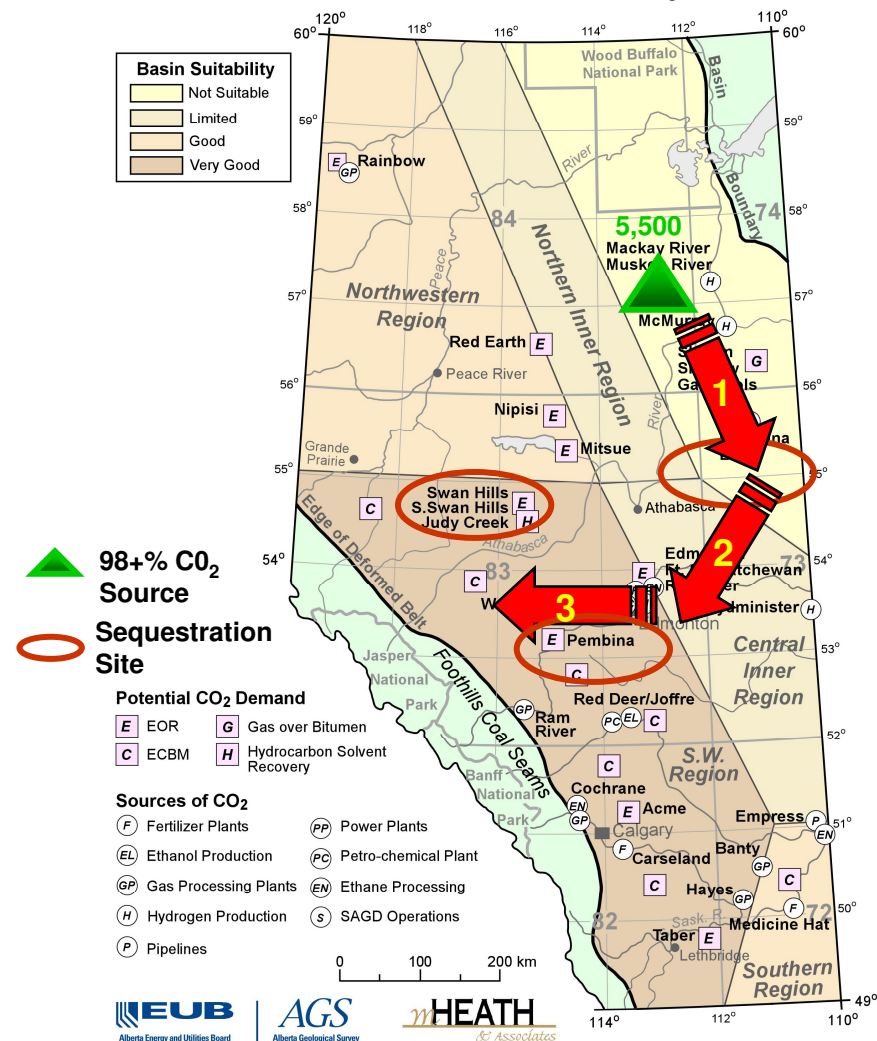 120°
118°
116°
114°
112°
110°
60°
60°
Basin Suitability
Not Suitable
Limited
Good
Very Good
Wood Buffalo
National Park
Basin
Boundary
59°
59°
E
Rainbow
GP
River
58°
58°
84
74
5,500
Mackay River
River
H
Peace
Northwestern
Region
Northern Inner Region
57°
57°
H
Red Earth
E
G
1
Peace River
56°
56°
Nipisi
E
River
E
Mitsue
Grande
Prairie
55°
Swan Hills
E
S.Swan Hills
Judy Creek
H
C
Athabasca
Athabasca
Edge of Deformed Belt
2
54°
54°
83
73
C
E
EN
H
3
98+% C0₂
Source
Sequestration
Site
E
Pembina
C
53°
53°
Central
Inner
Region
Jasper
National
Park
Foothills Coal Seams
Potential CO₂ Demand
E
EOR
G
Gas over Bitumen
C
ECBM
H
Hydrocarbon Solvent
Recovery
Red Deer/Joffre
GP
Ram
River
PC
EL
C
52°
S.W.
Region
C
Banff
National
Park
Cochrane
EN
GP
E
Acme
Calgary
Empress
P
EN
51°
F
Carseland
Banty
GP
C
C
Hayes
GP
F
Medicine Hat
72
50°
82
Sask. R.
Taber
E
Lethbridge
Southern
Region
49°
114°
112°
110°
Sources of CO₂
F
Fertilizer Plants
PP
Power Plants
EL
Ethanol Production
PC
Petro-chemical Plant
GP
Gas Processing Plants
EN
Ethane Processing
H
Hydrogen Production
S
SAGD Operations
P
Pipelines
0
100
200 km
EUB
Alberta Energy and Utilities Board
AGS
Alberta Geological Survey
mHEATH
& Associates